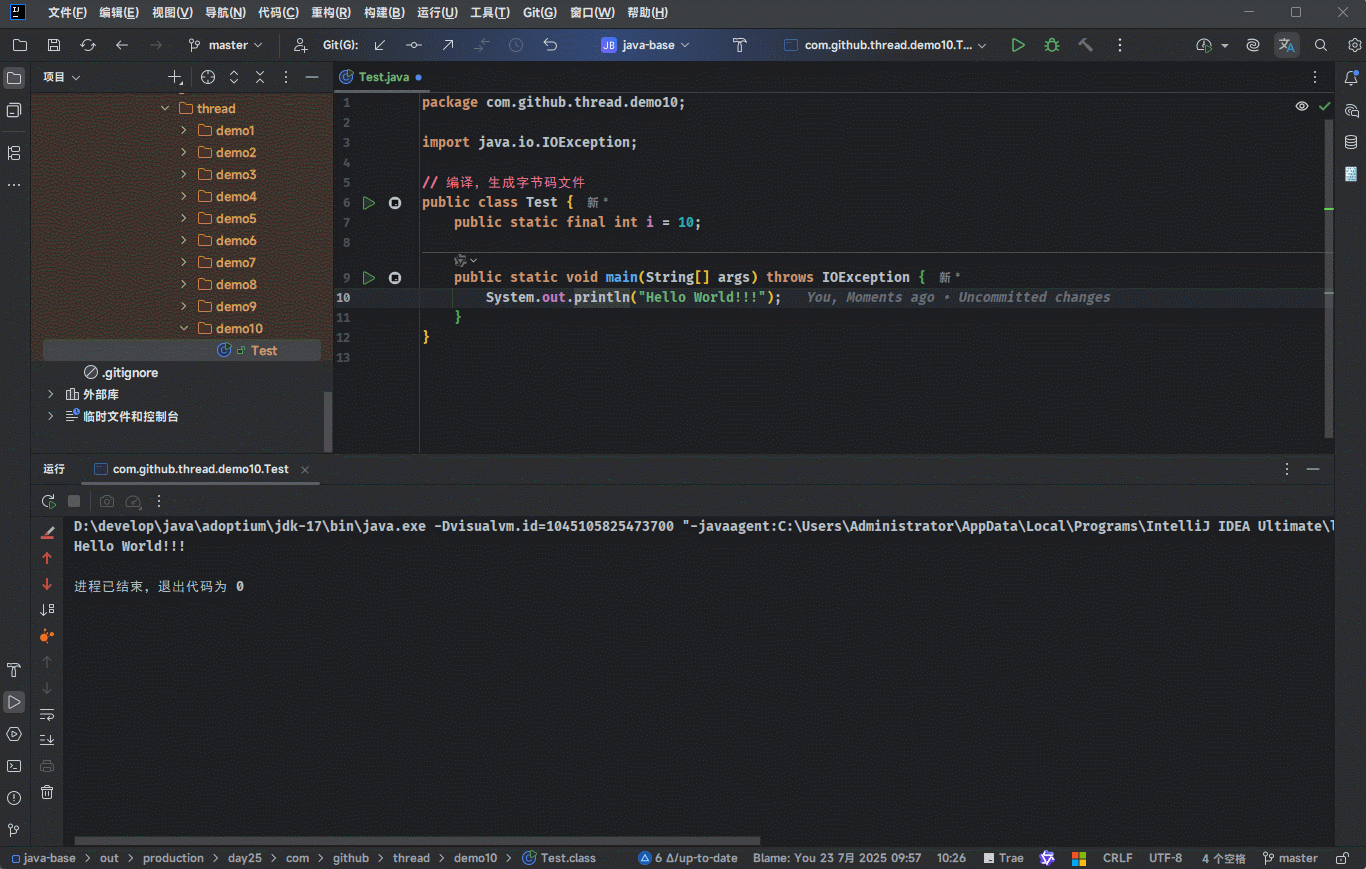 文件(F) 编辑(E) 视图(V) 导航(N) 代码(C) 重构(R) 构建(B) 运行(U) 工具(T) Git(G) 窗口(W) 帮助(H)
master Git(G): JB java-base com.github.thread.demo10.T...
项目
Test.java
thread
demo1
demo2
demo3
demo4
demo5
demo6
demo7
demo8
demo9
demo10
Test
.gitignore
外部库
临时文件和控制台
1 package com.github.thread.demo10;
2
3 import java.io.IOException;
4
5 // 编译，生成字节码文件
6 public class Test { 新 *
7 public static final int i = 10;
8
9 public static void main(String[] args) throws IOException { 新 *
10 System.out.println("Hello World!!!"); You, Moments ago • Uncommitted changes
11 }
12 }
13
运行 com.github.thread.demo10.Test
D:\develop\java\adoptium\jdk-17\bin\java.exe -Dvisualvm.id=1045105825473700 "-javaagent:C:\Users\Administrator\AppData\Local\Programs\IntelliJ IDEA Ultimate\l
Hello World!!!
进程已结束，退出代码为 0
java-base > out > production > day25 > com > github > thread > demo10 > Test.class 6 Δ/up-to-date Blame: You 23 7月 2025 09:57 10:26 Trae CRLF UTF-8 4 个空格 master